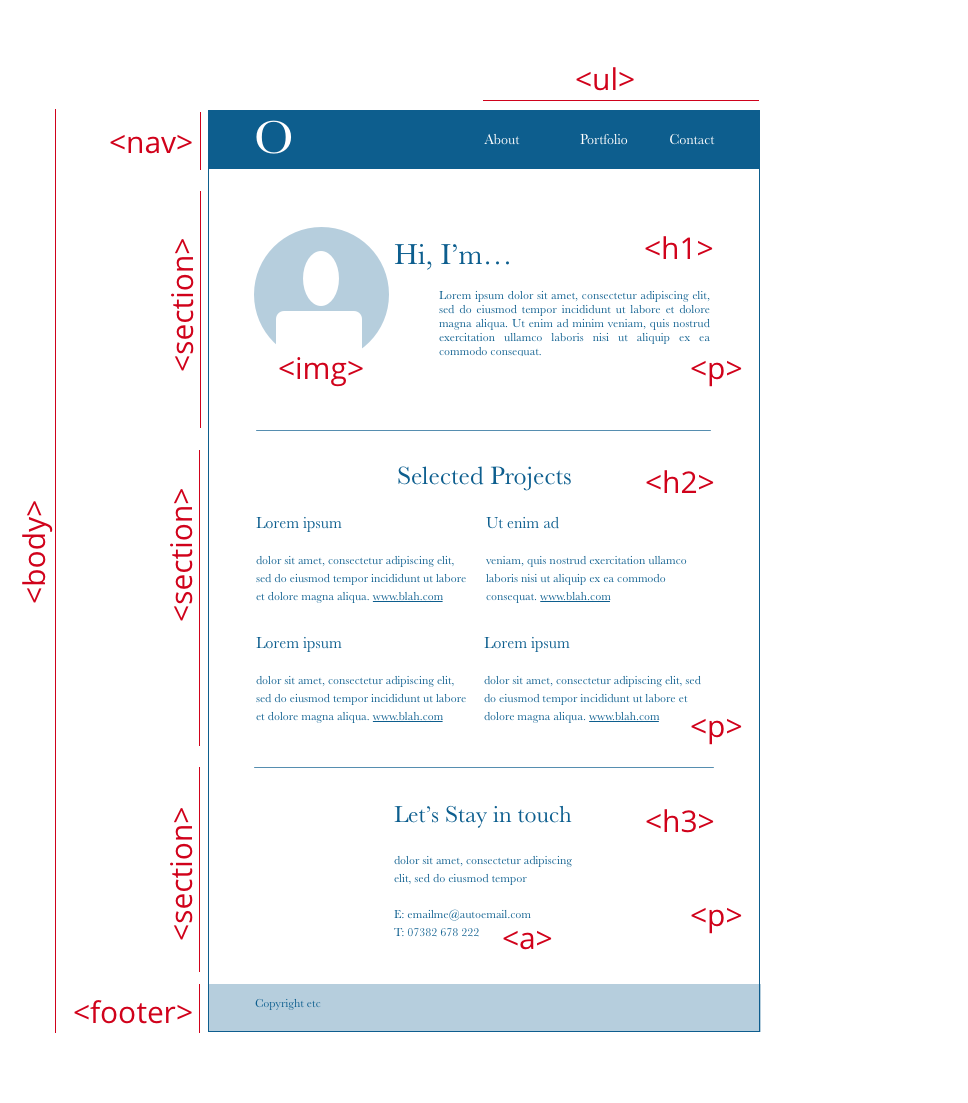 <ul>
<nav>
O
About Portfolio Contact
<section>
Hi, I'm…
<h1>
Lorem ipsum dolor sit amet, consectetur adipiscing elit,
sed do eiusmod tempor incididunt ut labore et dolore
magna aliqua. Ut enim ad minim veniam, quis nostrud
exercitation ullamco laboris nisi ut aliquip ex ea
commodo consequat.
<img>
<p>
<body>
<section>
Selected Projects
<h2>
Lorem ipsum
dolor sit amet, consectetur adipiscing elit,
sed do eiusmod tempor incididunt ut labore
et dolore magna aliqua. www.blah.com
Ut enim ad
veniam, quis nostrud exercitation ullamco
laboris nisi ut aliquip ex ea commodo
consequat. www.blah.com
Lorem ipsum
dolor sit amet, consectetur adipiscing elit,
sed do eiusmod tempor incididunt ut labore
et dolore magna aliqua. www.blah.com
Lorem ipsum
dolor sit amet, consectetur adipiscing elit, sed
do eiusmod tempor incididunt ut labore et
dolore magna aliqua. www.blah.com
<p>
<section>
Let's Stay in touch
<h3>
dolor sit amet, consectetur adipiscing
elit, sed do eiusmod tempor
E: emailme@autoemail.com
T: 07382 678 222
<a>
<p>
<footer>
Copyright etc